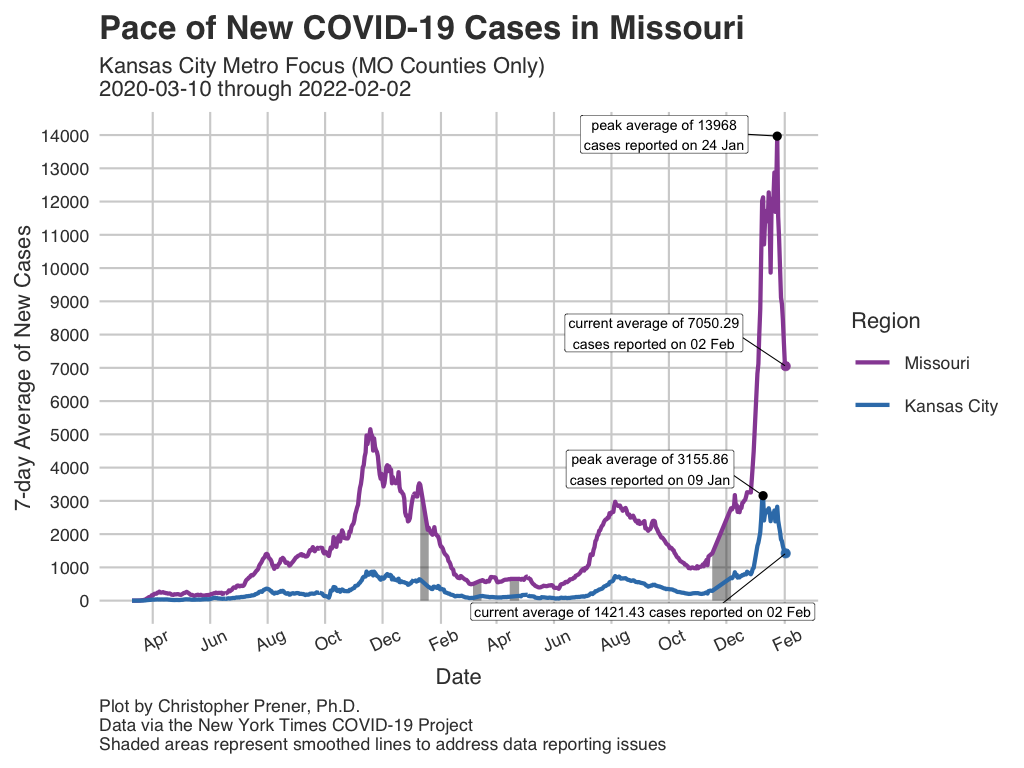 Pace of New COVID-19 Cases in Missouri
Kansas City Metro Focus (MO Counties Only)
2020-03-10 through 2022-02-02
7-day Average of New Cases
14000
13000
12000
11000
10000
9000
8000
7000
6000
5000
4000
3000
2000
1000
0
peak average of 13968
cases reported on 24 Jan
current average of 7050.29
cases reported on 02 Feb
peak average of 3155.86
cases reported on 09 Jan
current average of 1421.43 cases reported on 02 Feb
Apr Jun Aug Oct Dec Feb Apr Jun Aug Oct Dec Feb
Date
Region
Missouri
Kansas City
Plot by Christopher Prener, Ph.D.
Data via the New York Times COVID-19 Project
Shaded areas represent smoothed lines to address data reporting issues